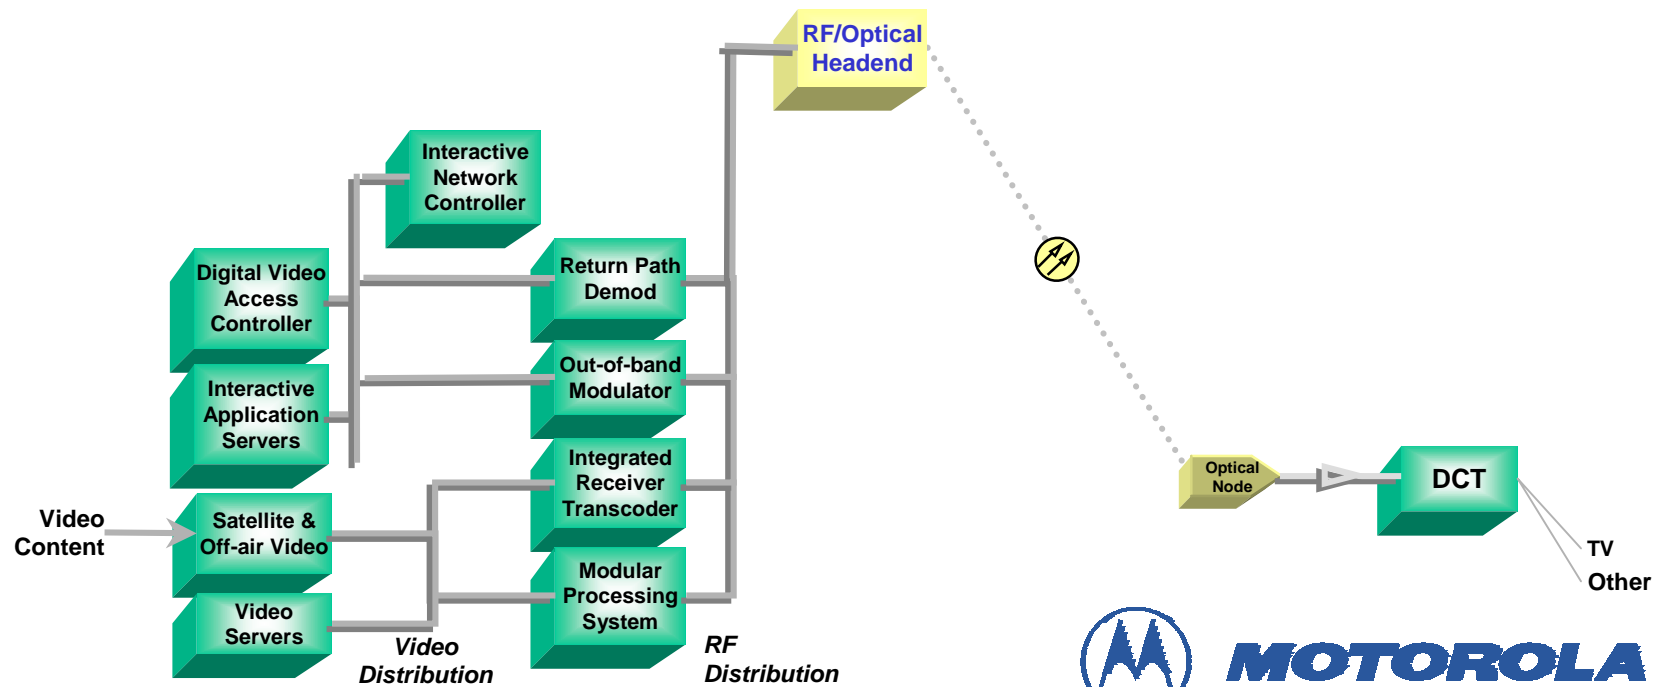 RF/Optical
Headend
Interactive
Network
Controller
Digital Video
Access
Controller
Return Path
Demod
Interactive
Application
Servers
Out-of-band
Modulator
Integrated
Receiver
Transcoder
Optical
Node
DCT
Video
Content
Satellite &
Off-air Video
TV
Other
Modular
Processing
System
Video
Servers
Video
Distribution
RF
Distribution
MOTOROLA